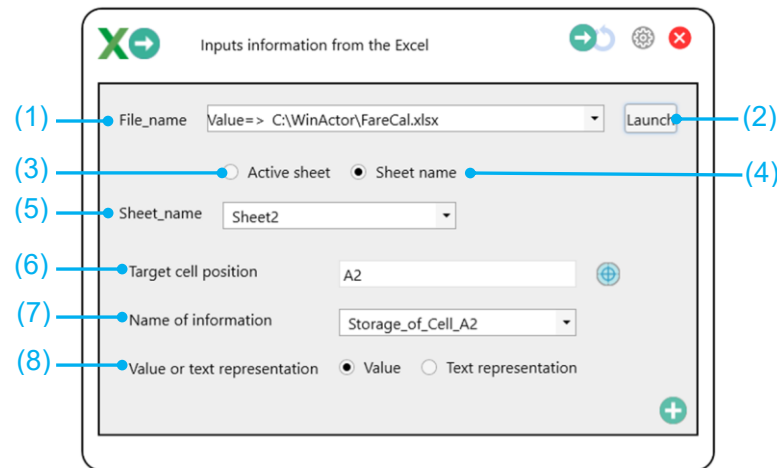 X Inputs information from the Excel
(1) File_name Value=> C:\WinActor\FareCal.xlsx Launch (2)
(3) Active sheet Sheet name (4)
(5) Sheet_name Sheet2
(6) Target cell position A2
(7) Name of information Storage_of_Cell_A2
(8) Value or text representation Value Text representation